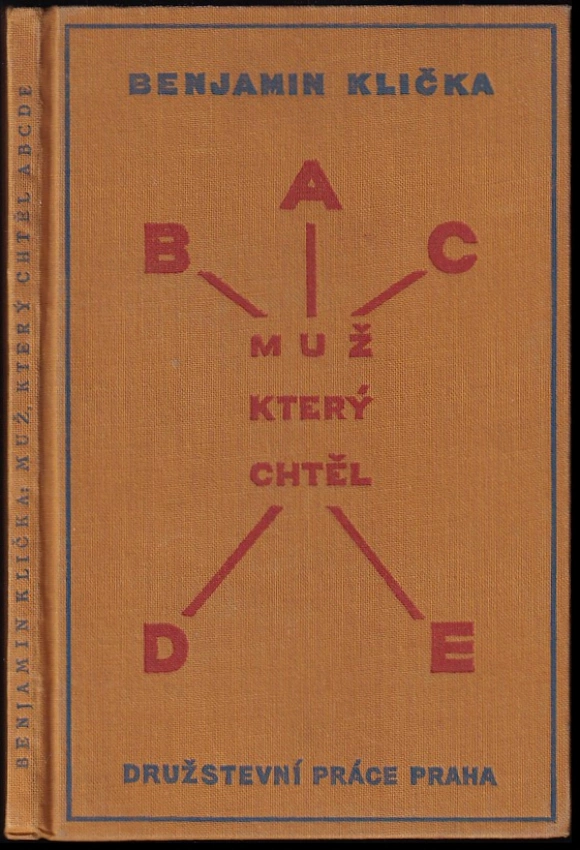 BENJAMIN KLIČKA
A
B C
MUŽ
KTERÝ
CHTĚL
D E
DRUŽSTEVNÍ PRÁCE PRAHA
BENJAMIN KLIČKA: MUŽ, KTERÝ CHTĚL ABCDE